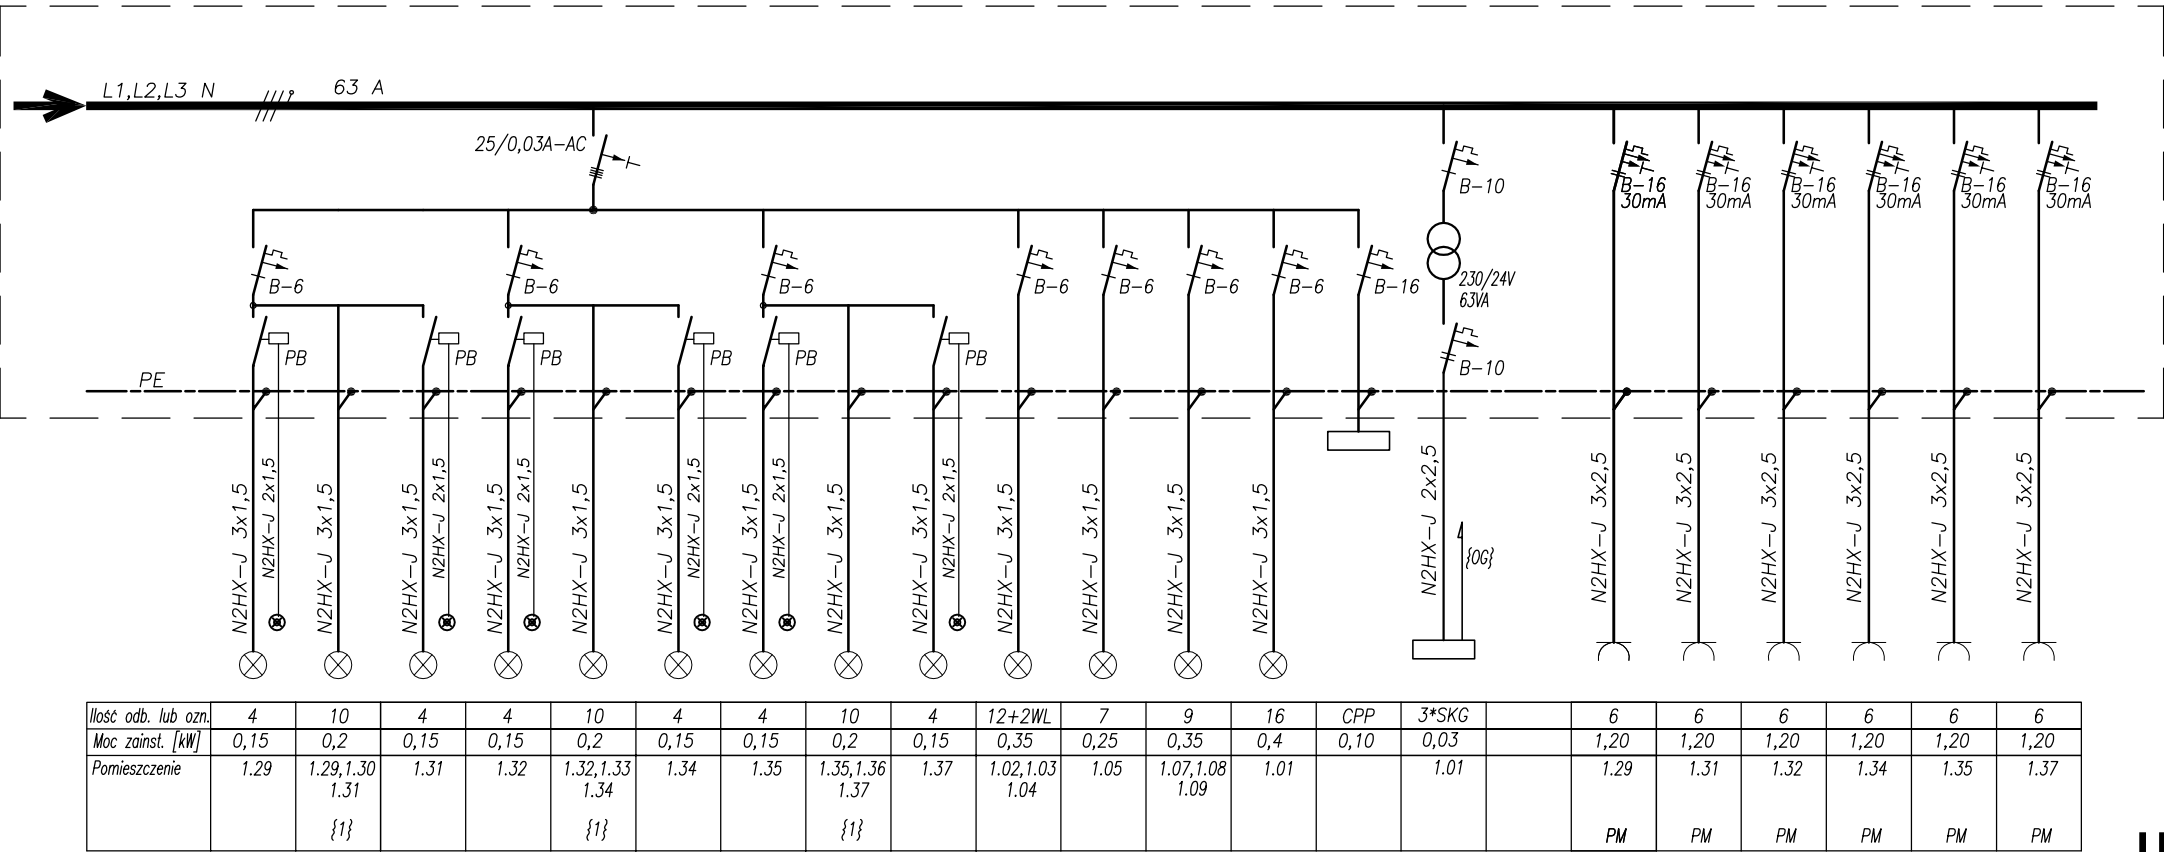 L1,L2,L3 N
63 A
25/0,03A-AC
B-10
B-16
30mA
B-16
30mA
B-16
30mA
B-16
30mA
B-16
30mA
B-16
30mA
B-6
B-6
B-6
B-6
B-6
B-6
B-6
B-16
230/24V
63VA
PB
PB
PB
PB
PB
PB
B-10
PE
N2HX-J 3x1,5
N2HX-J 2x1,5
N2HX-J 3x1,5
N2HX-J 3x1,5
N2HX-J 2x1,5
N2HX-J 3x1,5
N2HX-J 2x1,5
N2HX-J 3x1,5
N2HX-J 3x1,5
N2HX-J 2x1,5
N2HX-J 3x1,5
N2HX-J 2x1,5
N2HX-J 3x1,5
N2HX-J 3x1,5
N2HX-J 2x1,5
N2HX-J 3x1,5
N2HX-J 3x1,5
N2HX-J 3x1,5
N2HX-J 3x1,5
N2HX-J 2x2,5
{OG}
N2HX-J 3x2,5
N2HX-J 3x2,5
N2HX-J 3x2,5
N2HX-J 3x2,5
N2HX-J 3x2,5
N2HX-J 3x2,5
Ilość odb. lub ozn. 4 10 4 4 10 4 4 10 4 12+2WL 7 9 16 CPP 3*SKG 6 6 6 6 6 6
Moc zainst. [kW] 0,15 0,2 0,15 0,15 0,2 0,15 0,15 0,2 0,15 0,35 0,25 0,35 0,4 0,10 0,03 1,20 1,20 1,20 1,20 1,20 1,20
Pomieszczenie 1.29 1.29,1.30 1.31 1.32 1.32,1.33 1.34 1.35 1.35,1.36 1.37 1.02,1.03 1.05 1.07,1.08 1.01 1.01 1.29 1.31 1.32 1.34 1.35 1.37
1.31 1.34 1.37 1.04 1.09
{1} {1} {1} PM PM PM PM PM PM